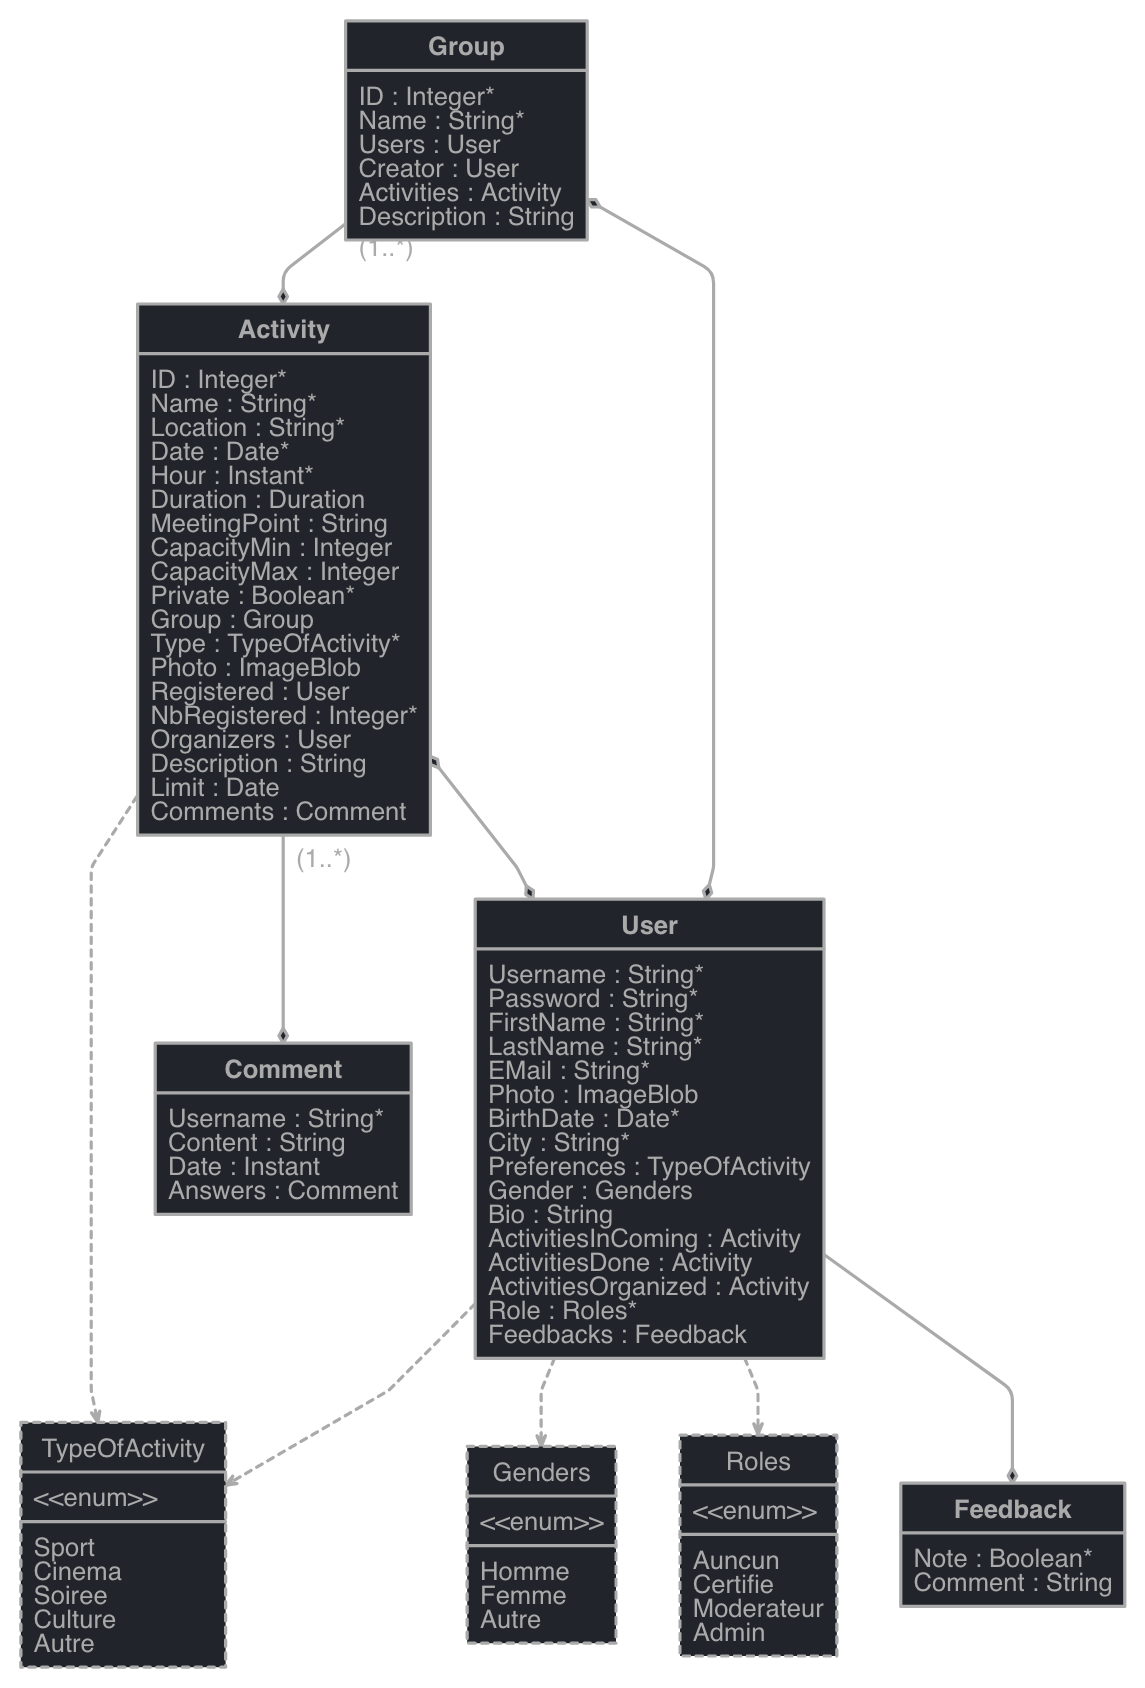 Group
ID : Integer*
Name : String*
Users : User
Creator : User
Activities : Activity
Description : String
(1..*)
Activity
ID : Integer*
Name : String*
Location : String*
Date : Date*
Hour : Instant*
Duration : Duration
MeetingPoint : String
CapacityMin : Integer
CapacityMax : Integer
Private : Boolean*
Group : Group
Type : TypeOfActivity*
Photo : ImageBlob
Registered : User
NbRegistered : Integer*
Organizers : User
Description : String
Limit : Date
Comments : Comment
(1..*)
User
Username : String*
Password : String*
FirstName : String*
LastName : String*
EMail : String*
Photo : ImageBlob
BirthDate : Date*
City : String*
Preferences : TypeOfActivity
Gender : Genders
Bio : String
ActivitiesInComing : Activity
ActivitiesDone : Activity
ActivitiesOrganized : Activity
Role : Roles*
Feedbacks : Feedback
Comment
Username : String*
Content : String
Date : Instant
Answers : Comment
TypeOfActivity
<<enum>>
Sport
Cinema
Soiree
Culture
Autre
Genders
<<enum>>
Homme
Femme
Autre
Roles
<<enum>>
Auncun
Certifie
Moderateur
Admin
Feedback
Note : Boolean*
Comment : String